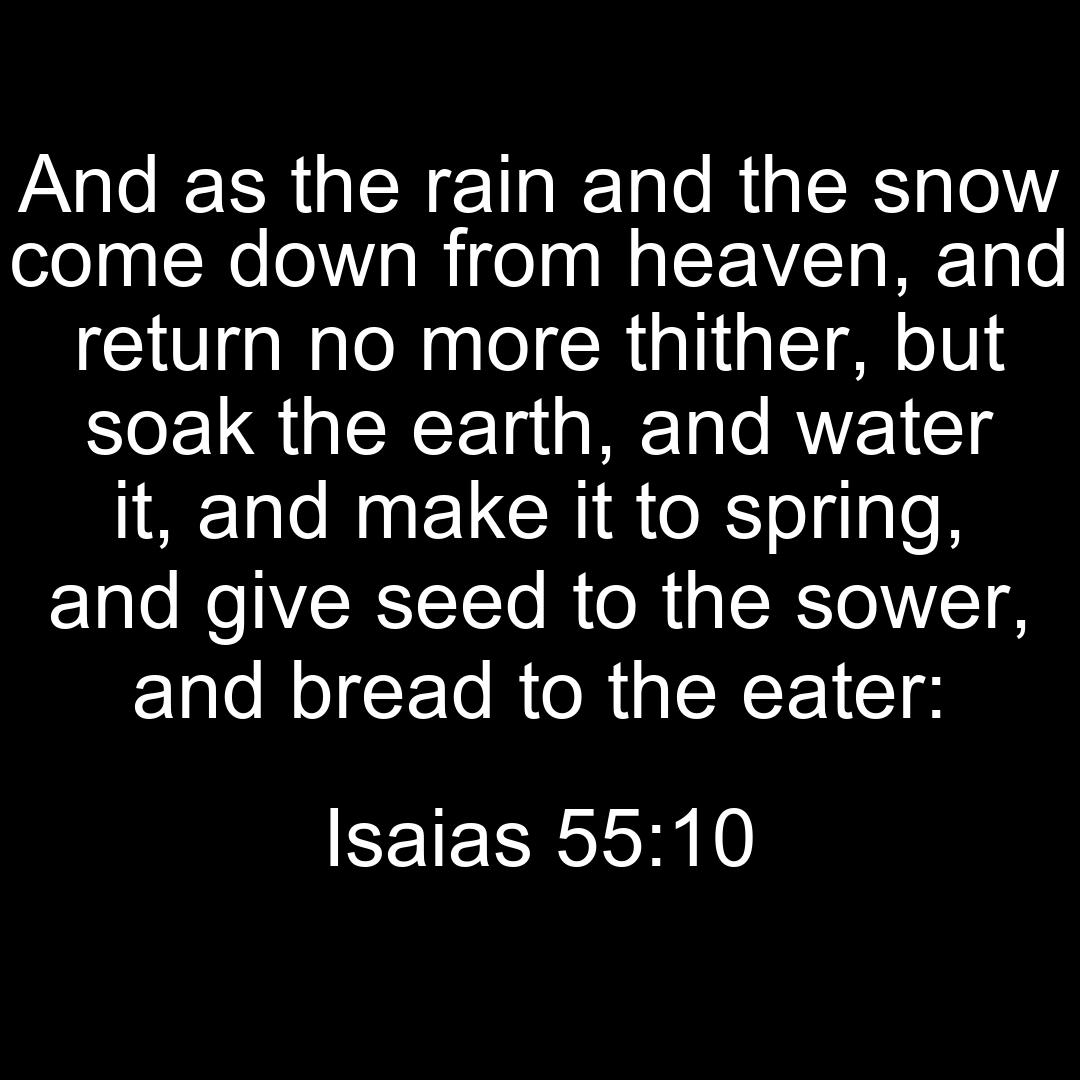 And as the rain and the snow
come down from heaven, and
return no more thither, but
soak the earth, and water
it, and make it to spring,
and give seed to the sower,
and bread to the eater:
Isaias 55:10